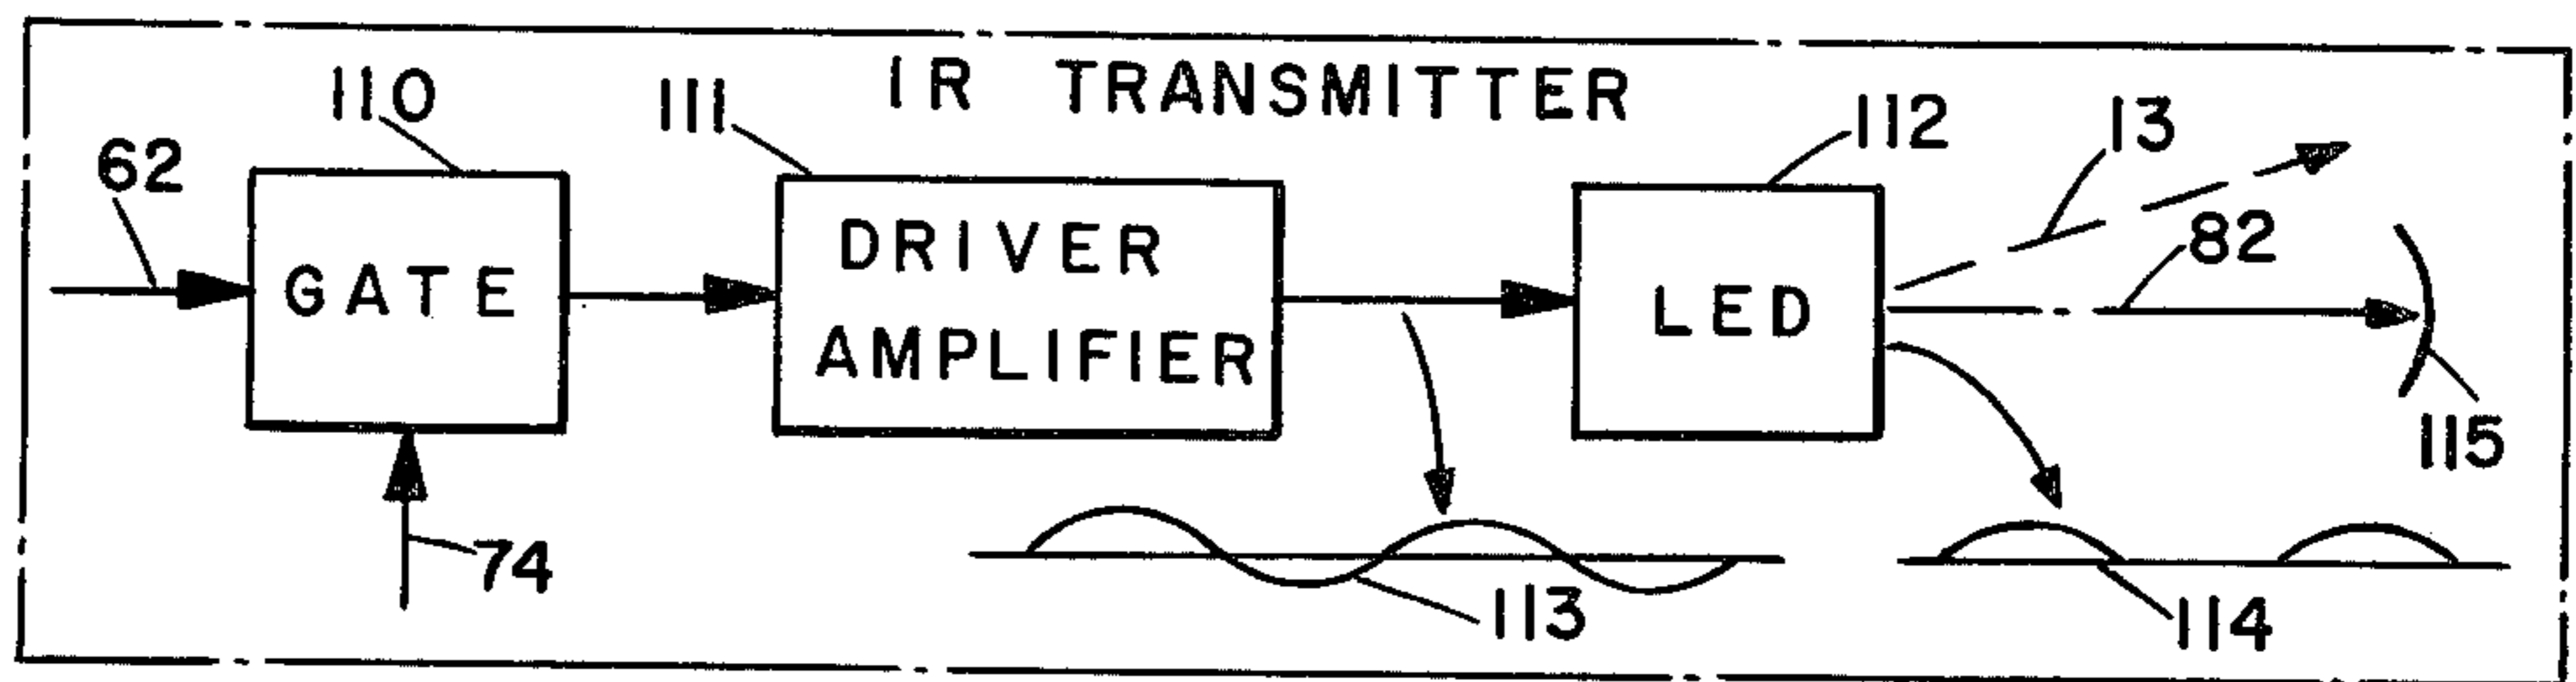 IR TRANSMITTER
110
111
112
13
62
82
GATE
DRIVER
AMPLIFIER
LED
115
74
113
114